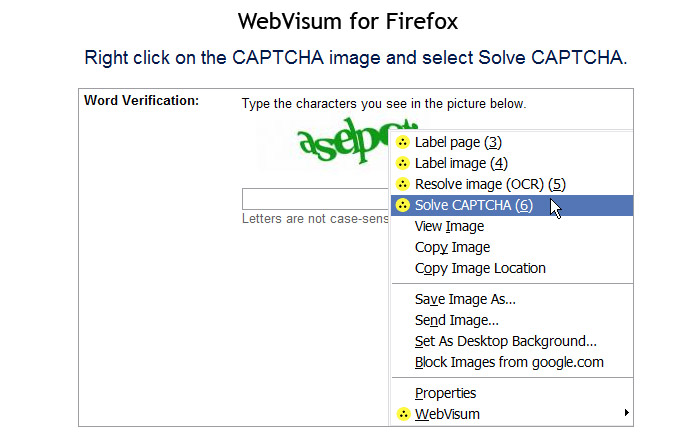 WebVisum for Firefox
Right click on the CAPTCHA image and select Solve CAPTCHA.
Word Verification:
Type the characters you see in the picture below.
Letters are not case-sens
Label page (3)
Label image (4)
Resolve image (OCR) (5)
Solve CAPTCHA (6)
View Image
Copy Image
Copy Image Location
Save Image As...
Send Image...
Set As Desktop Background...
Block Images from google.com
Properties
WebVisum